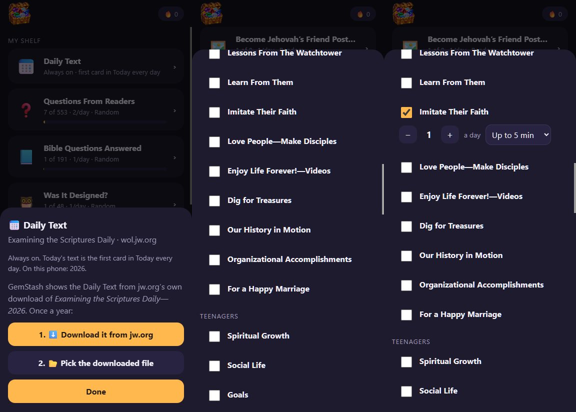 0
MY SHELF
Daily Text
Always on · first card in Today every day
Questions From Readers
7 of 553 · 1/day · Random
Bible Questions Answered
1 of 191 · 1/day · Random
Was It Designed?
Daily Text
Examining the Scriptures Daily · wol.jw.org
Always on. Today's text is the first card in Today every
day. On this phone: 2026.
GemStash shows the Daily Text from jw.org's own
download of Examining the Scriptures Daily—
2026. Once a year:
1. Download it from jw.org
2. Pick the downloaded file
Done
0
Become Jehovah's Friend Post...
Lessons From The Watchtower
Learn From Them
Imitate Their Faith
Love People—Make Disciples
Enjoy Life Forever!—Videos
Dig for Treasures
Our History in Motion
Organizational Accomplishments
For a Happy Marriage
TEENAGERS
Spiritual Growth
Social Life
Goals
0
Become Jehovah's Friend Post...
Lessons From The Watchtower
Learn From Them
Imitate Their Faith
− 1 + a day Up to 5 min
Love People—Make Disciples
Enjoy Life Forever!—Videos
Dig for Treasures
Our History in Motion
Organizational Accomplishments
For a Happy Marriage
TEENAGERS
Spiritual Growth
Social Life